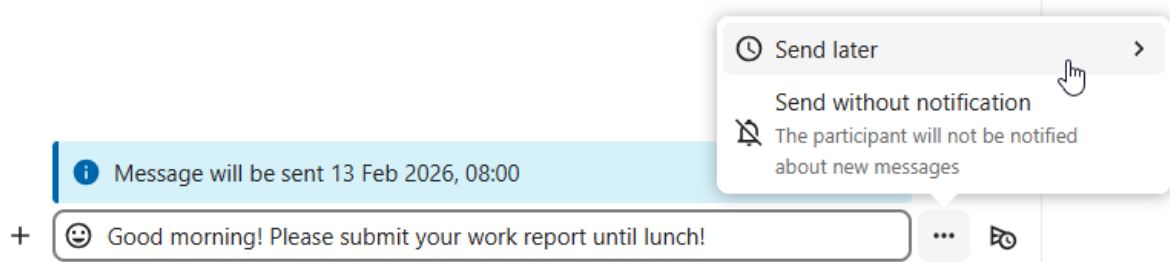 Send later
Send without notification
The participant will not be notified
about new messages
Message will be sent 13 Feb 2026, 08:00
Good morning! Please submit your work report until lunch!